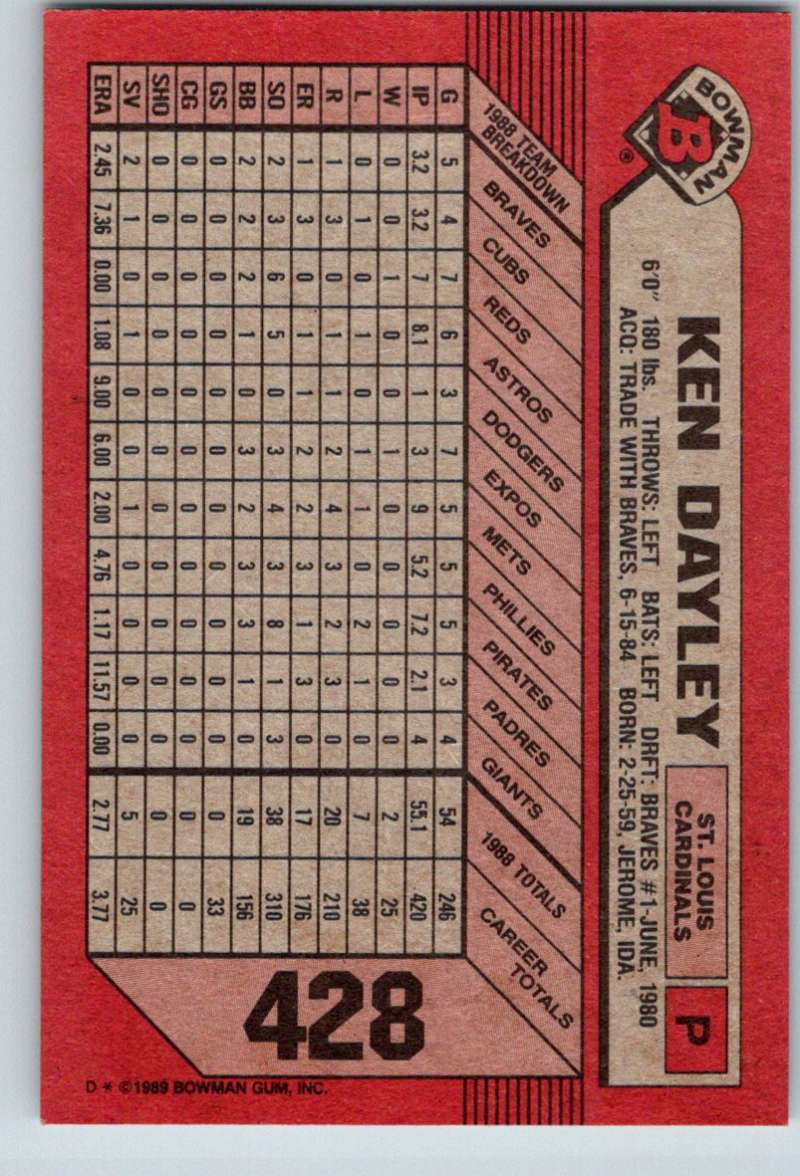 BOWMAN
B
®
KEN DAYLEY
ST. LOUIS
CARDINALS
P
6'0" 180 lbs. THROWS: LEFT BATS: LEFT DRFT: BRAVES #1-JUNE, 1980
ACQ: TRADE WITH BRAVES, 6-15-84 BORN: 2-25-59, JEROME, IDA.
1988 TEAM
BREAKDOWN
BRAVES
CUBS
REDS
ASTROS
DODGERS
EXPOS
METS
PHILLIES
PIRATES
PADRES
GIANTS
1988 TOTALS
CAREER
TOTALS
G 5 4 7 6 3 7 5 5 5 3 4 54 246
IP 3.2 3.2 7 8.1 1 3 9 5.2 7.2 2.1 4 55.1 420
W 0 0 1 0 0 1 0 0 0 0 0 2 25
L 0 1 0 1 0 1 1 0 2 1 0 7 38
R 1 3 0 1 1 2 4 3 2 3 0 20 210
ER 1 3 0 1 1 2 2 3 1 3 0 17 176
SO 2 3 6 5 0 3 4 3 8 1 3 38 310
BB 2 2 2 1 0 3 2 3 3 1 0 19 156
GS 0 0 0 0 0 0 0 0 0 0 0 0 33
CG 0 0 0 0 0 0 0 0 0 0 0 0 0
SHO 0 0 0 0 0 0 0 0 0 0 0 0 0
SV 2 1 0 1 0 0 1 0 0 0 0 5 25
ERA 2.45 7.36 0.00 1.08 9.00 6.00 2.00 4.76 1.17 11.57 0.00 2.77 3.77
428
D * ©1989 BOWMAN GUM, INC.